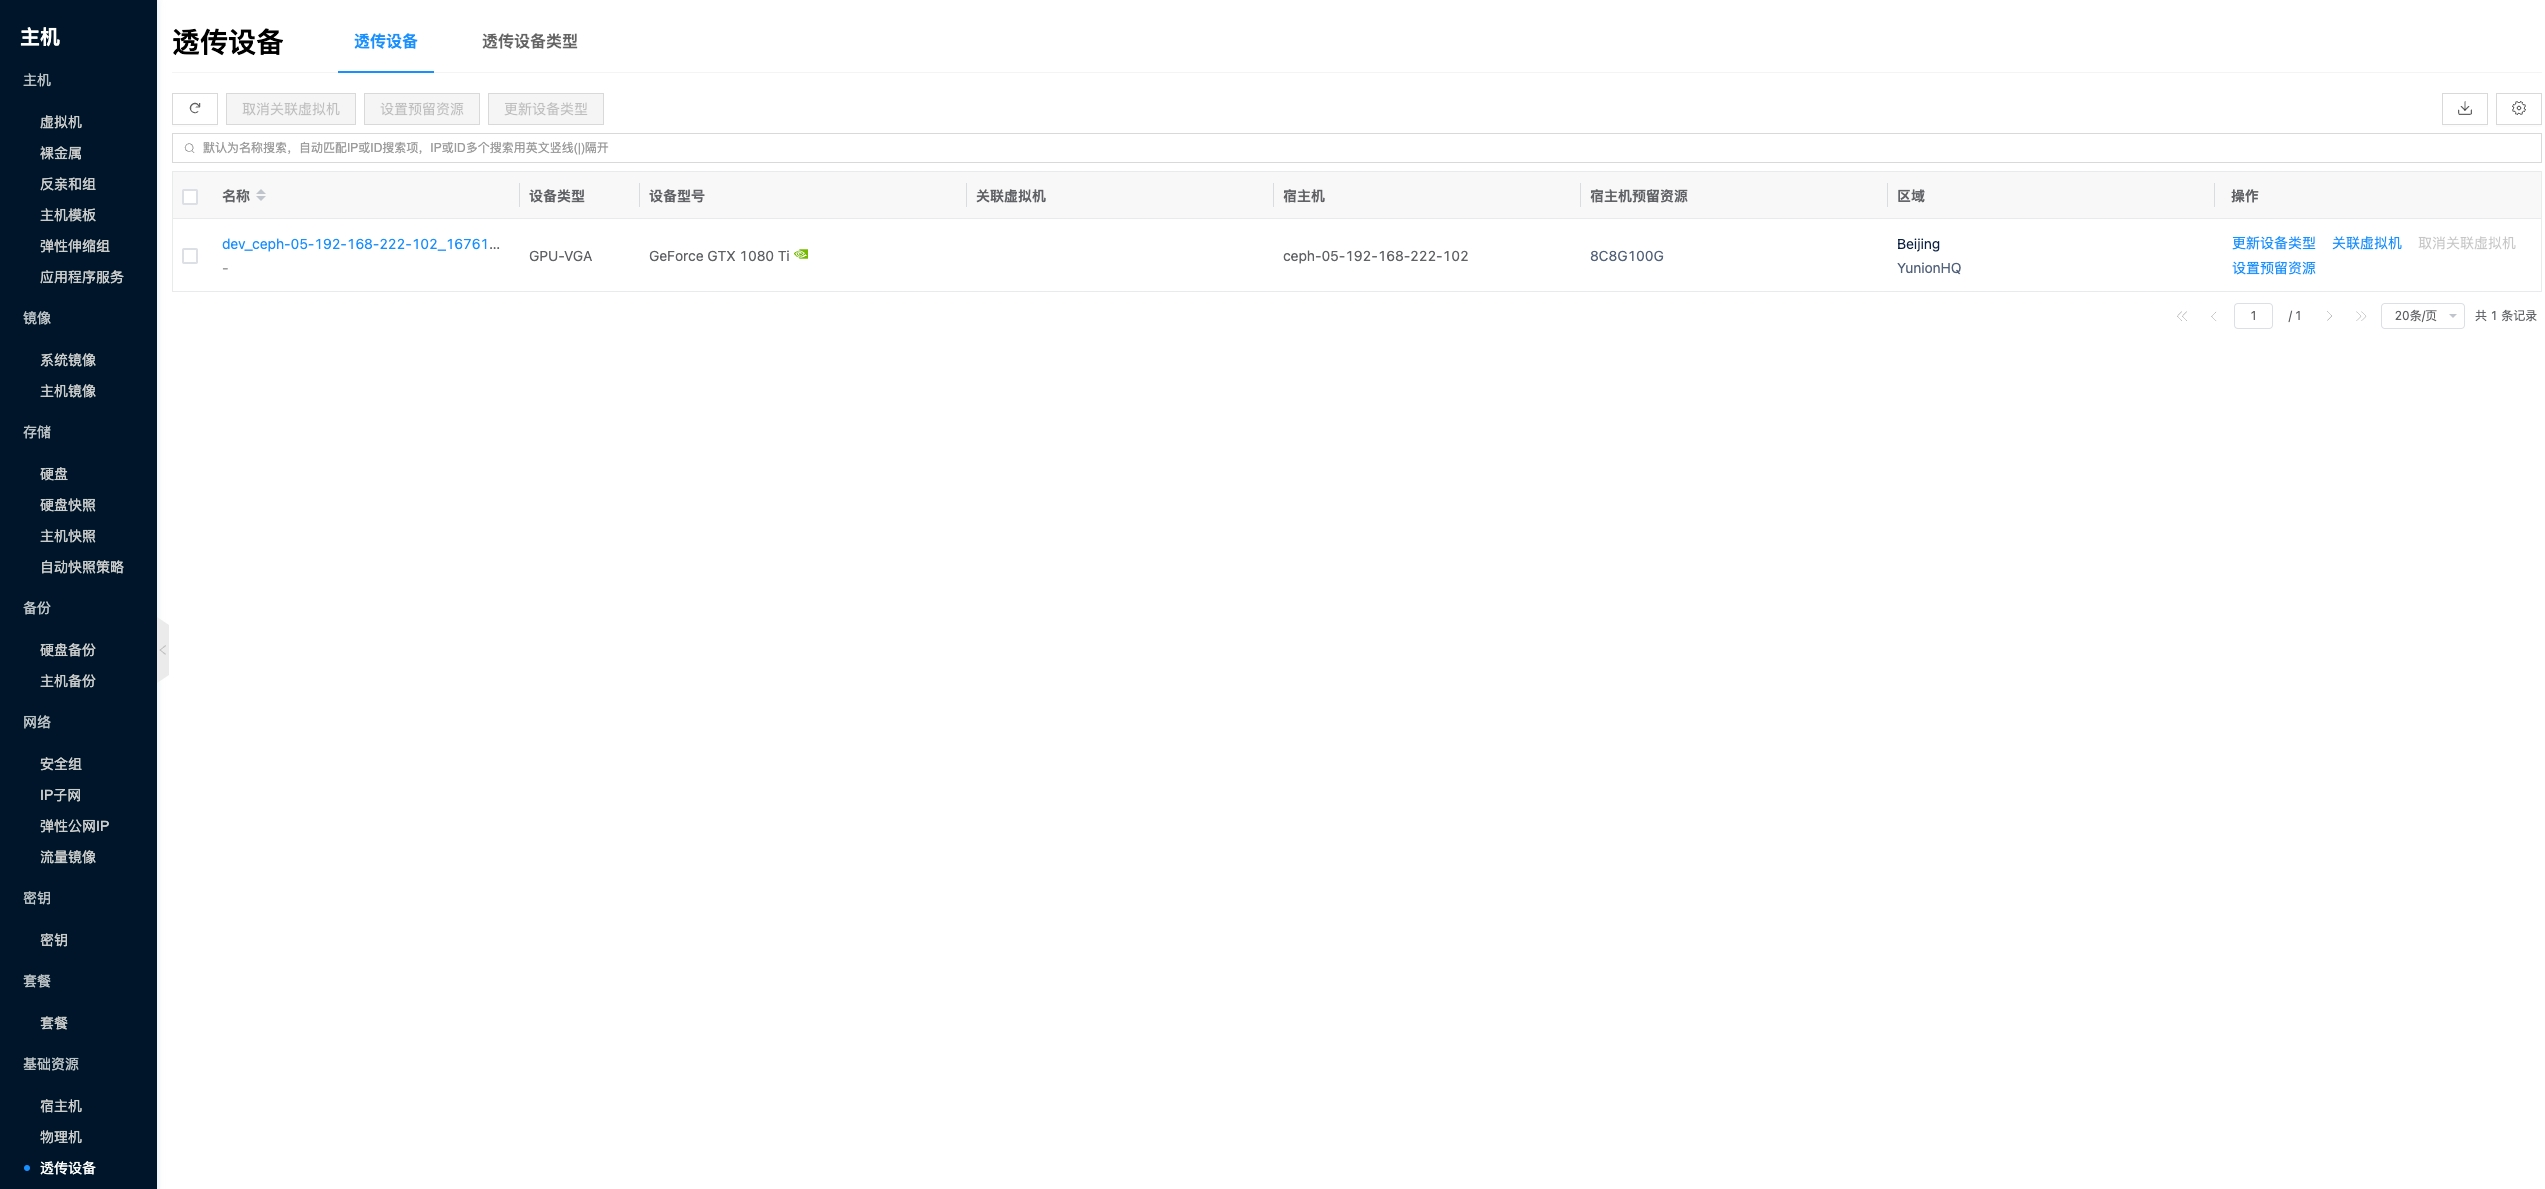 主机
主机
虚拟机
裸金属
反亲和组
主机模板
弹性伸缩组
应用程序服务
镜像
系统镜像
主机镜像
存储
硬盘
硬盘快照
主机快照
自动快照策略
备份
硬盘备份
主机备份
网络
安全组
IP子网
弹性公网IP
流量镜像
密钥
密钥
套餐
套餐
基础资源
宿主机
物理机
透传设备
透传设备 透传设备 透传设备类型
取消关联虚拟机 设置预留资源 更新设备类型
默认为名称搜索，自动匹配IP或ID搜索项，IP或ID多个搜索用英文竖线(|)隔开
名称 设备类型 设备型号 关联虚拟机 宿主机 宿主机预留资源 区域 操作
dev_ceph-05-192-168-222-102_16761...
-
GPU-VGA
GeForce GTX 1080 Ti
ceph-05-192-168-222-102
8C8G100G
Beijing
YunionHQ
更新设备类型 关联虚拟机 取消关联虚拟机
设置预留资源
1 / 1 20条/页 共 1 条记录